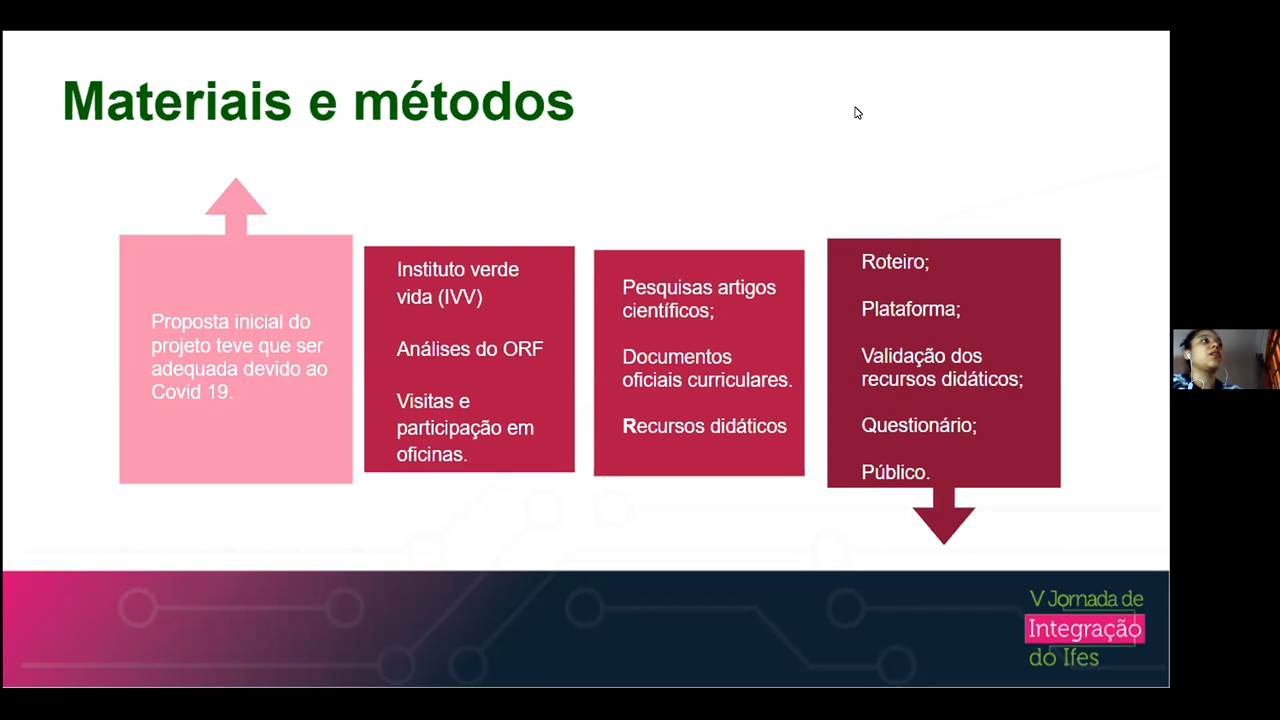 Materiais e métodos
Proposta inicial do
projeto teve que ser
adequada devido ao
Covid 19.
Instituto verde
vida (IVV)
Análises do ORF
Visitas e
participação em
oficinas.
Pesquisas artigos
científicos;
Documentos
oficiais curriculares.
Recursos didáticos
Roteiro;
Plataforma;
Validação dos
recursos didáticos;
Questionário;
Público.
V Jornada de
Integração
do Ifes